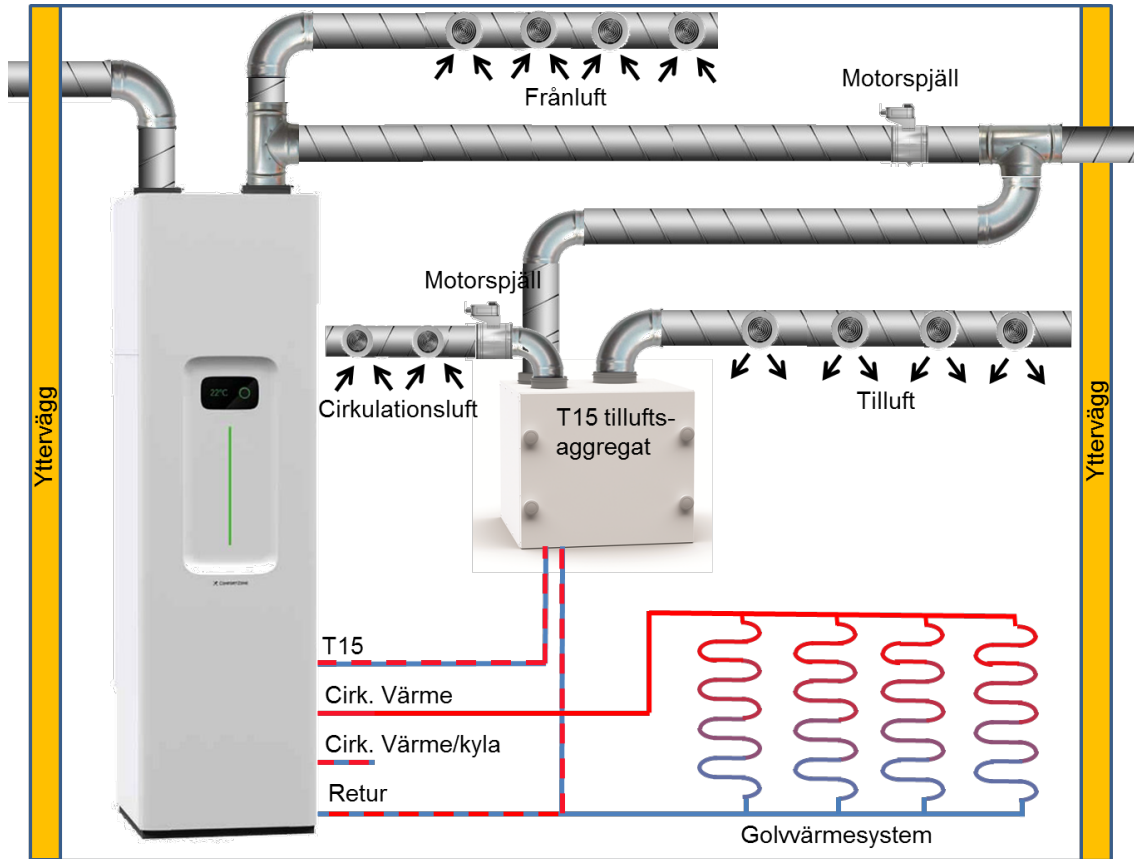 Motorspjäll
Frånluft
Motorspjäll
Cirkulationsluft
Tilluft
T15 tillufts-
aggregat
22°C
COMFORTZONE
Yttervägg
Yttervägg
T15
Cirk. Värme
Cirk. Värme/kyla
Retur
Golvvärmesystem